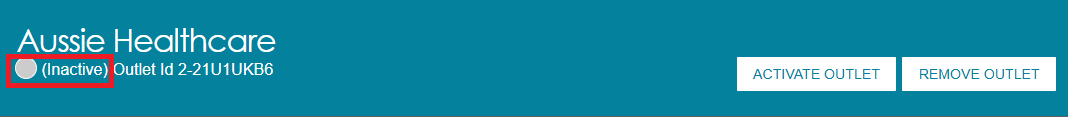 Aussie Healthcare
(Inactive) Outlet Id 2-21U1UKB6
ACTIVATE OUTLET REMOVE OUTLET